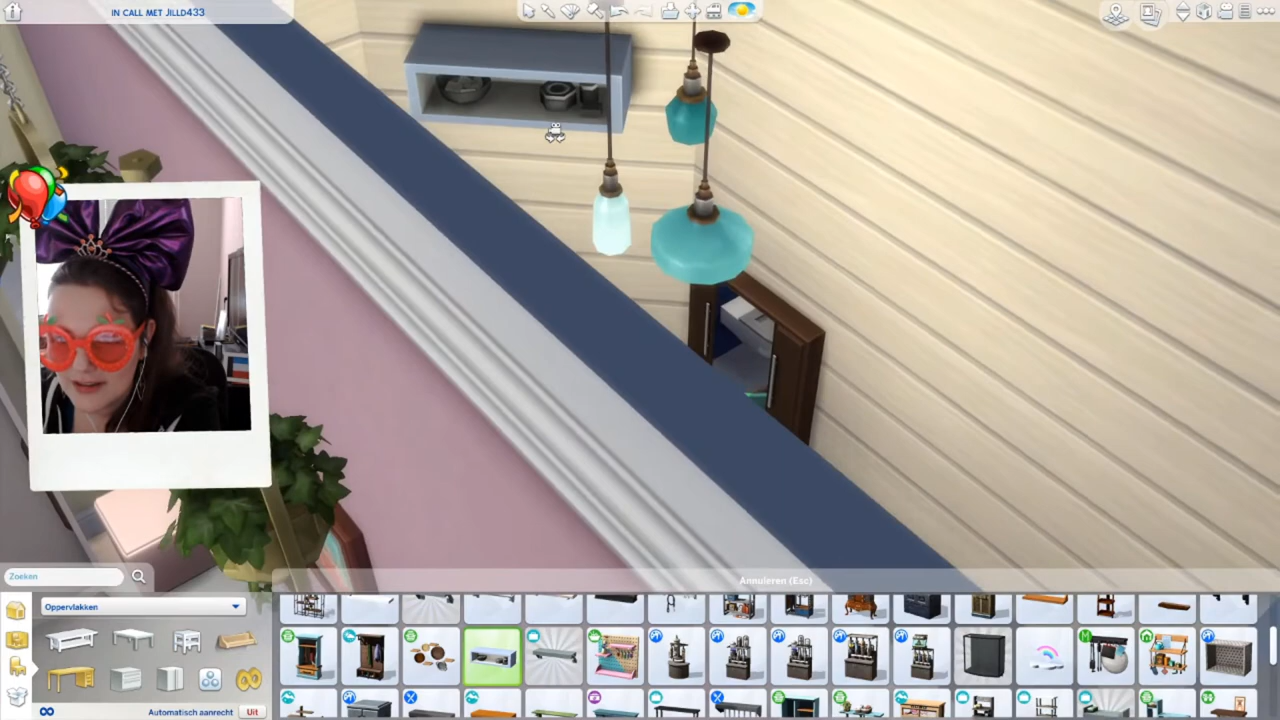 IN CALL MET JILLD433
Annuleren (Esc)
Zoeken
Oppervlakken
Automatisch aanrecht
Uit